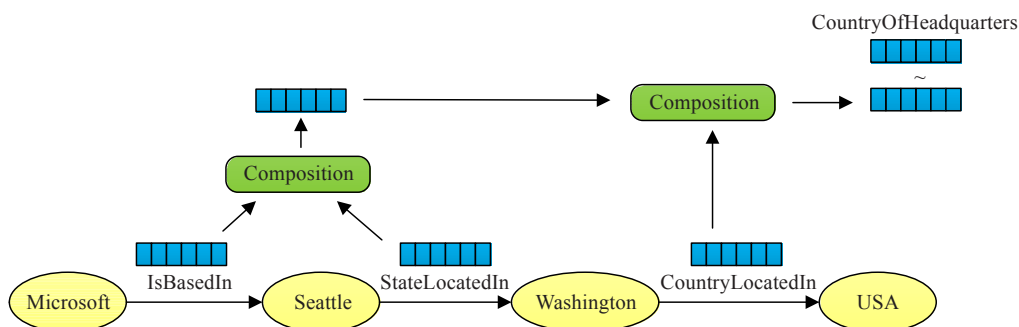 CountryOfHeadquarters
~
Composition
Composition
IsBasedIn
StateLocatedIn
CountryLocatedIn
Microsoft
Seattle
Washington
USA